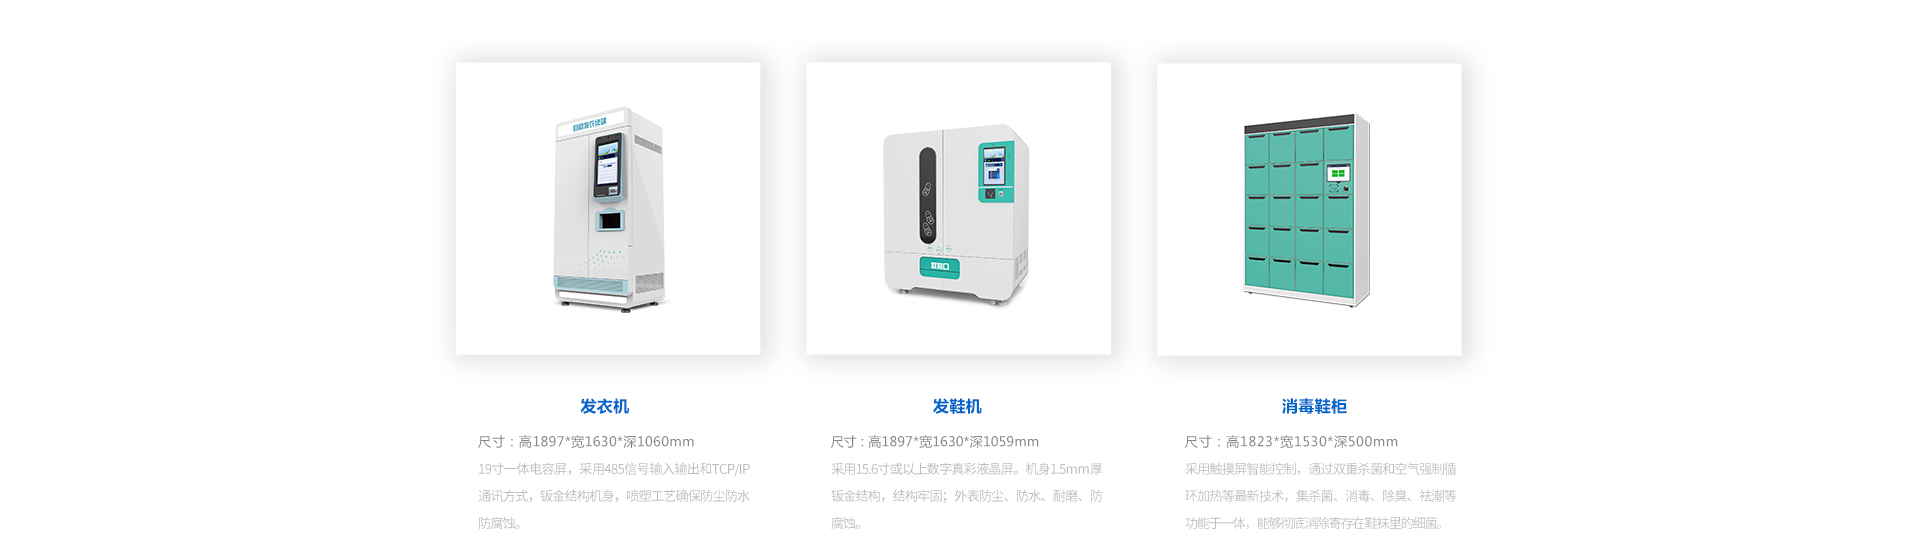 发衣机
尺寸：高1897*宽1630*深1060mm
19寸一体电容屏，采用485信号输入输出和TCP/IP
通讯方式，钣金结构机身，喷塑工艺确保防尘防水
防腐蚀。
发鞋机
尺寸：高1897*宽1630*深1059mm
采用15.6寸或以上数字真彩液晶屏。机身1.5mm厚
钣金结构，结构牢固；外表防尘、防水、耐磨、防
腐蚀。
消毒鞋柜
尺寸：高1823*宽1530*深500mm
采用触摸屏智能控制，通过双重杀菌和空气强制循
环加热等最新技术，集杀菌、消毒、除臭、祛潮等
功能于一体，能够彻底消除寄存在鞋袜里的细菌。